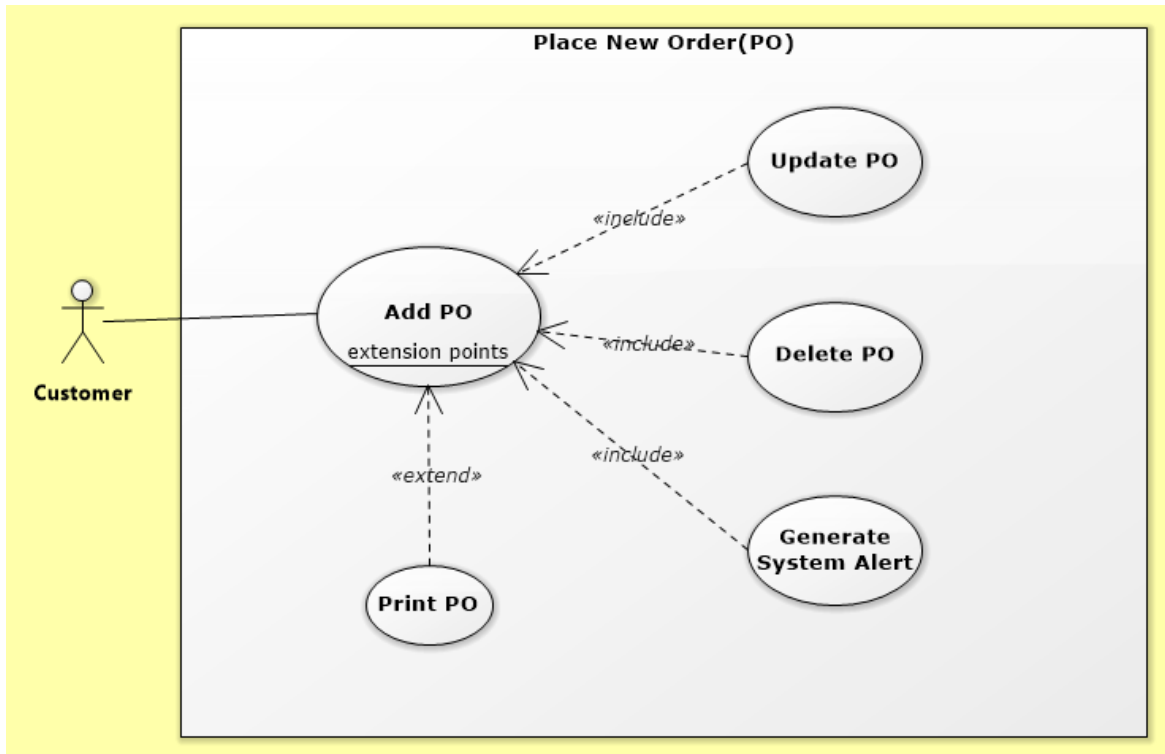 Place New Order(PO)
Update PO
«include»
Add PO
extension points
Delete PO
«include»
Customer
«include»
«extend»
Generate
System Alert
Print PO